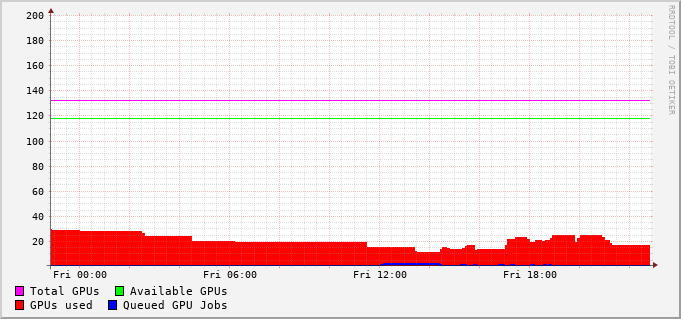 200
180
160
140
120
100
80
60
40
20
Fri 00:00 Fri 06:00 Fri 12:00 Fri 18:00
Total GPUs Available GPUs
GPUs used Queued GPU Jobs
RRDTOOL / TOBI OETIKER